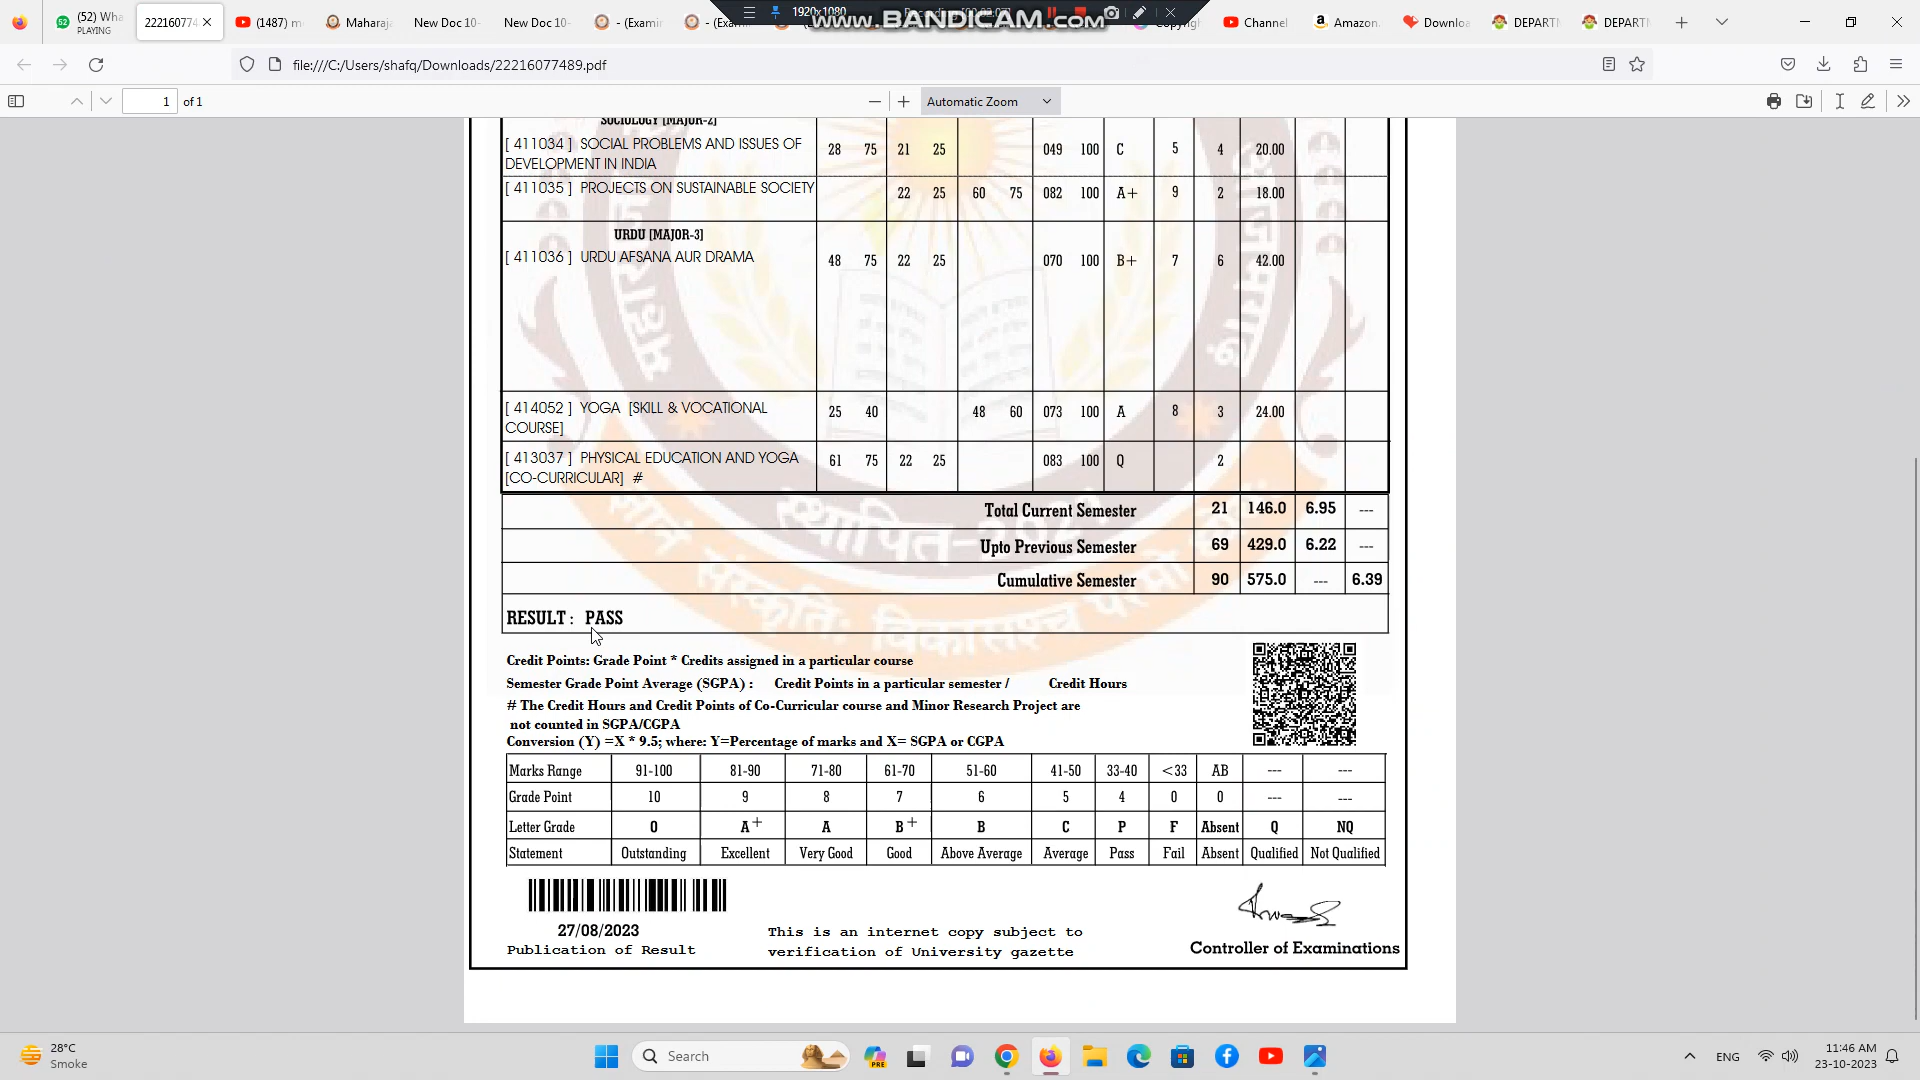 (52) Wha
PLAYING
222160774
(1487) m
Maharaj
New Doc 10-
New Doc 10-
- (Examin
- (Examin
Channel
Amazon.
Downloa
DEPARTM
DEPARTM
1920x1080
www.BANDICAM.com
file:///C:/Users/shafq/Downloads/22216077489.pdf
1 of 1
Automatic Zoom
SOCIOLOGY [MAJOR-2]
[ 411034 ] SOCIAL PROBLEMS AND ISSUES OF 28 75 21 25 049 100 C 5 4 20.00
DEVELOPMENT IN INDIA
[ 411035 ] PROJECTS ON SUSTAINABLE SOCIETY 22 25 60 75 082 100 A+ 9 2 18.00
URDU [MAJOR-3]
[ 411036 ] URDU AFSANA AUR DRAMA 48 75 22 25 070 100 B+ 7 6 42.00
[ 414052 ] YOGA [SKILL & VOCATIONAL 25 40 48 60 073 100 A 8 3 24.00
COURSE]
[ 413037 ] PHYSICAL EDUCATION AND YOGA 61 75 22 25 083 100 Q 2
[CO-CURRICULAR] #
Total Current Semester 21 146.0 6.95 ---
Upto Previous Semester 69 429.0 6.22 ---
Cumulative Semester 90 575.0 --- 6.39
RESULT : PASS
Credit Points: Grade Point * Credits assigned in a particular course
Semester Grade Point Average (SGPA) : Credit Points in a particular semester / Credit Hours
# The Credit Hours and Credit Points of Co-Curricular course and Minor Research Project are
not counted in SGPA/CGPA
Conversion (Y) =X * 9.5; where: Y=Percentage of marks and X= SGPA or CGPA
Marks Range 91-100 81-90 71-80 61-70 51-60 41-50 33-40 <33 AB --- ---
Grade Point 10 9 8 7 6 5 4 0 0 --- ---
Letter Grade O A+ A B+ B C P F Absent Q NQ
Statement Outstanding Excellent Very Good Good Above Average Average Pass Fail Absent Qualified Not Qualified
27/08/2023
Publication of Result
This is an internet copy subject to
verification of University gazette
Controller of Examinations
28°C
Smoke
Search
PRE
ENG
11:46 AM
23-10-2023